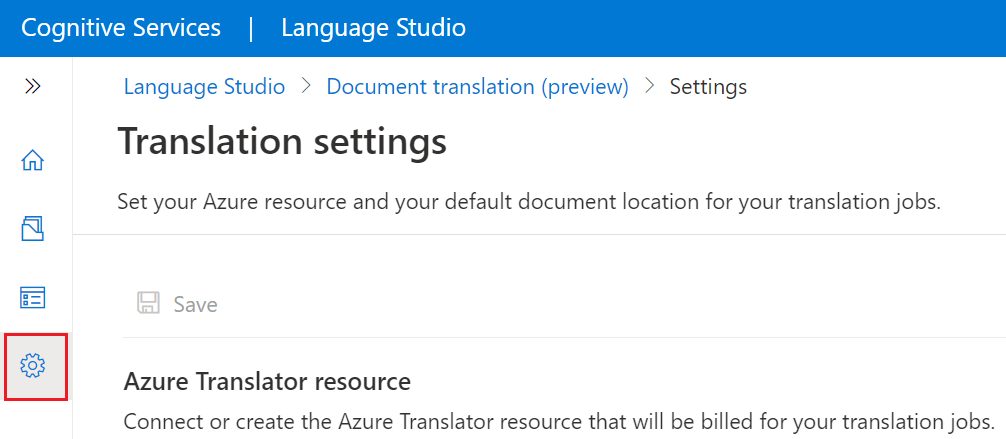 Cognitive Services | Language Studio
Language Studio > Document translation (preview) > Settings
Translation settings
Set your Azure resource and your default document location for your translation jobs.
Save
Azure Translator resource
Connect or create the Azure Translator resource that will be billed for your translation jobs.